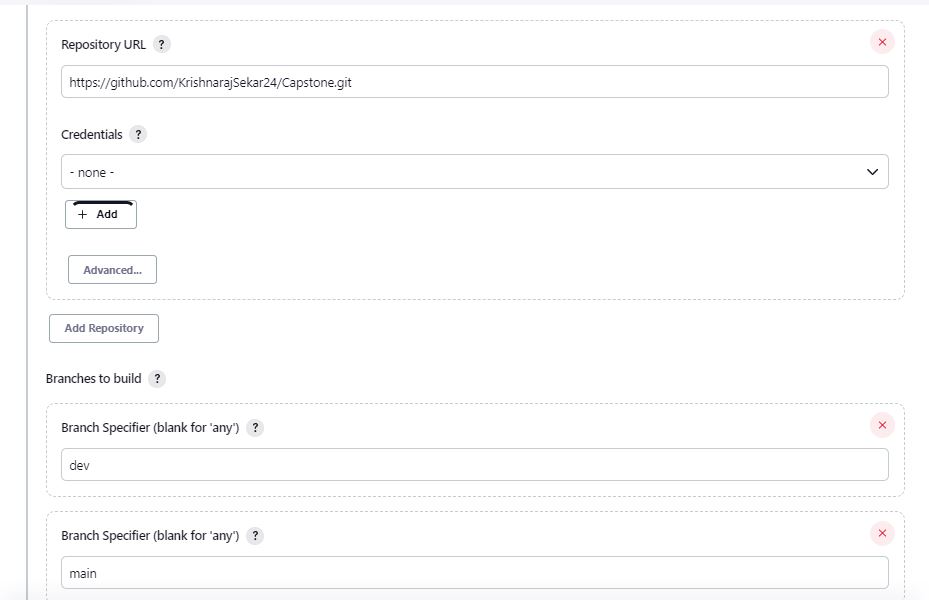 Repository URL ?
https://github.com/KrishnarajSekar24/Capstone.git
Credentials ?
- none -
+ Add
Advanced...
Add Repository
Branches to build ?
Branch Specifier (blank for 'any') ?
dev
Branch Specifier (blank for 'any') ?
main